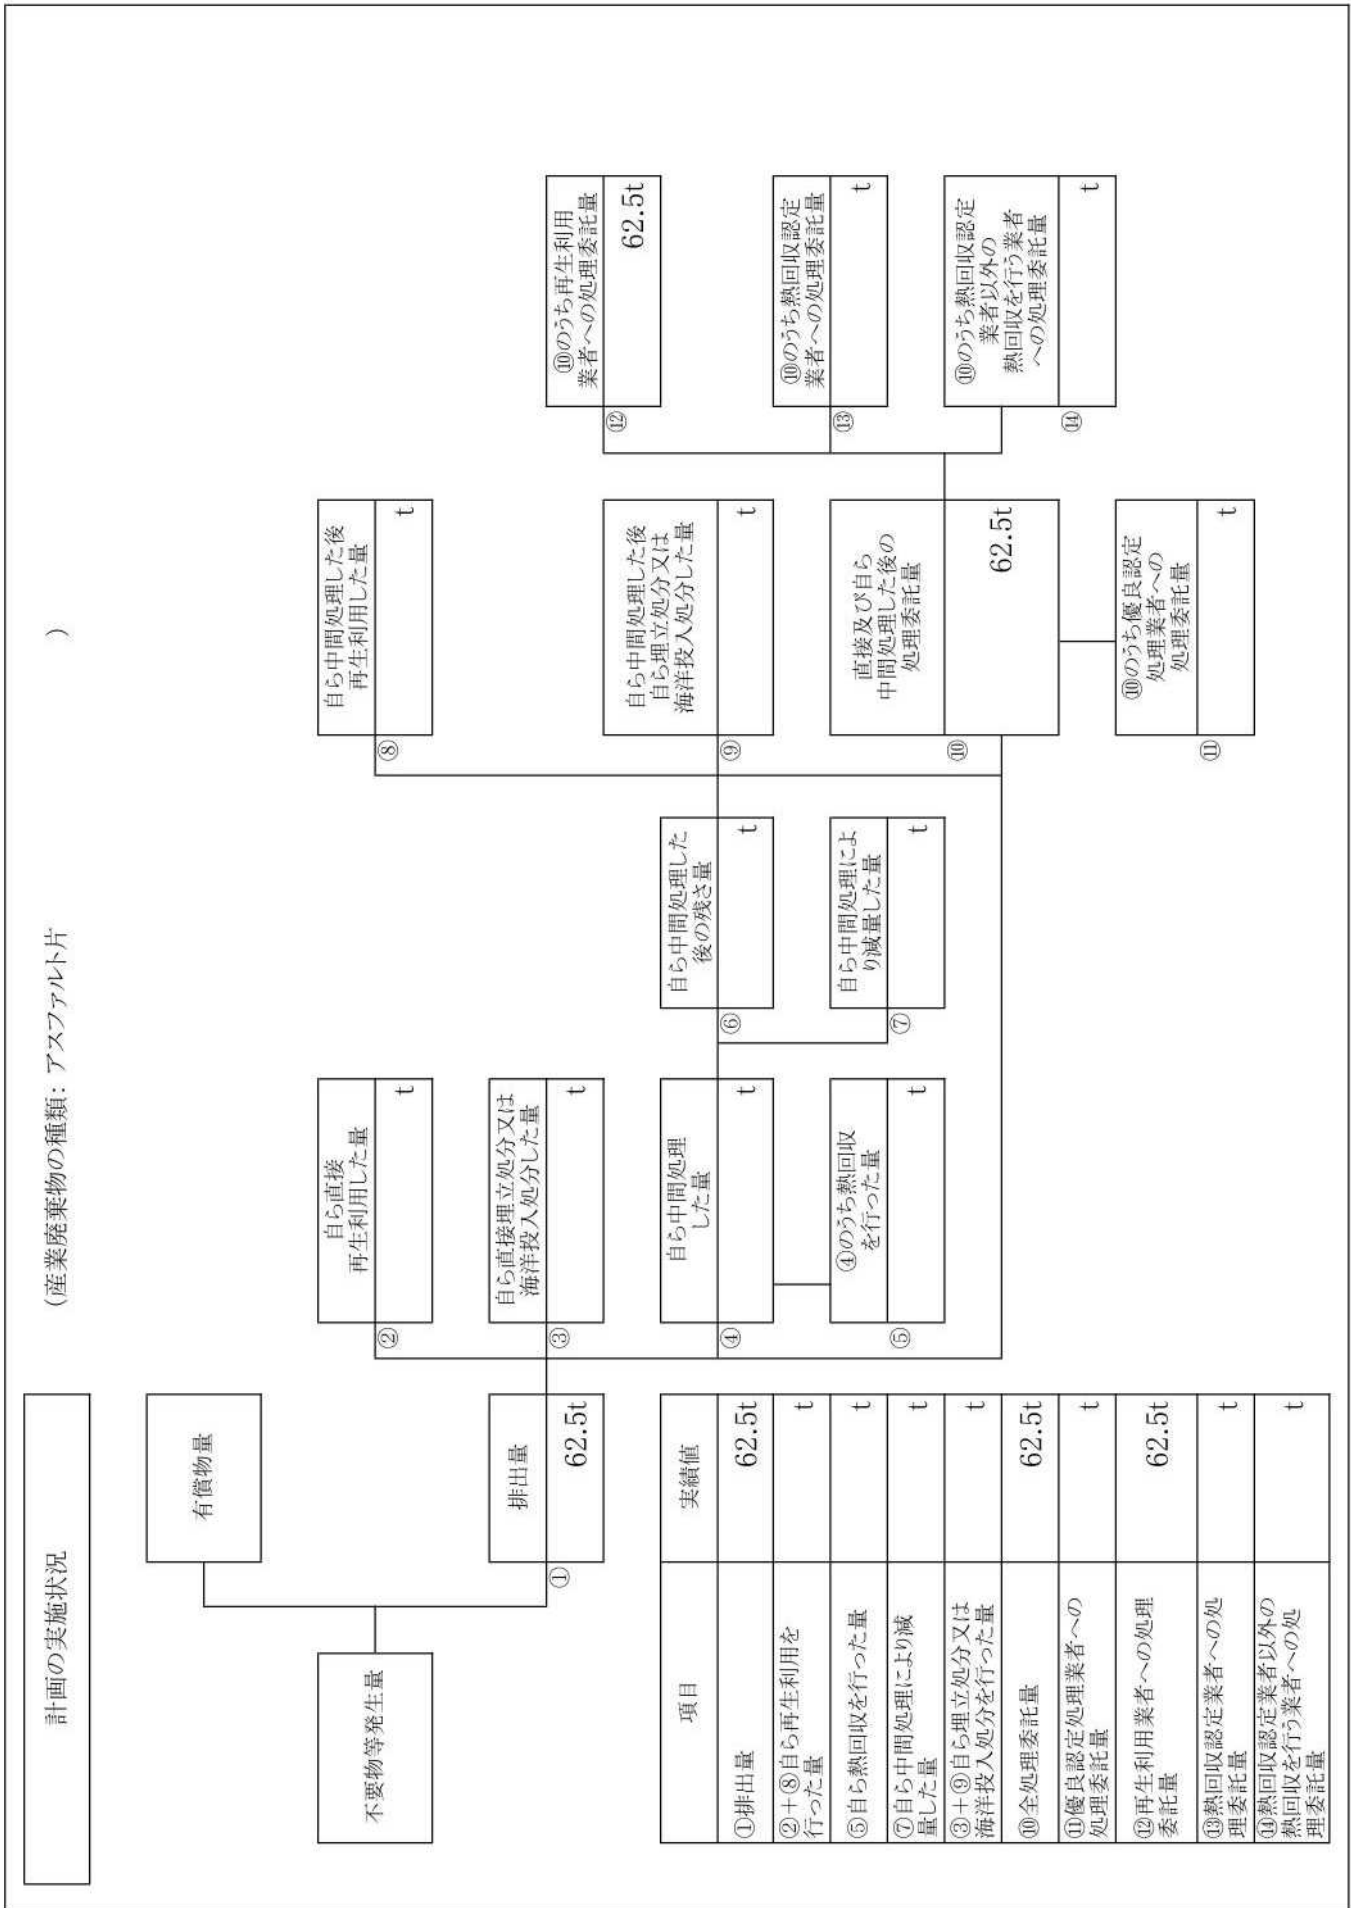 計画の実施状況
(産業廃棄物の種類：アスファルト片
)
不要物等発生量
有償物量
排出量
①
62.5t
自ら直接
再生利用した量
②
t
自ら直接埋立処分又は
海洋投入処分した量
③
t
自ら中間処理
した量
④
t
④のうち熱回収
を行った量
⑤
t
自ら中間処理した
後の残さ量
⑥
t
自ら中間処理によ
り減量した量
⑦
t
自ら中間処理した後
再生利用した量
⑧
t
自ら中間処理した後
自ら埋立処分又は
海洋投入処分した量
⑨
t
直接及び自ら
中間処理した後の
処理委託量
⑩
62.5t
⑩のうち優良認定
処理業者への
処理委託量
⑪
t
⑩のうち再生利用
業者への処理委託量
⑫
62.5t
⑩のうち熱回収認定
業者への処理委託量
⑬
t
⑩のうち熱回収認定
業者以外の
熱回収を行う業者
への処理委託量
⑭
t
項目 実績値
①排出量 62.5t
②＋⑧自ら再生利用を
行った量 t
⑤自ら熱回収を行った量 t
⑦自ら中間処理により減
量した量 t
③＋⑨自ら埋立処分又は
海洋投入処分を行った量 t
⑩全処理委託量 62.5t
⑪優良認定処理業者への
処理委託量 t
⑫再生利用業者への処理
委託量 62.5t
⑬熱回収認定業者への処
理委託量 t
⑭熱回収認定業者以外の
熱回収を行う業者への処
理委託量 t